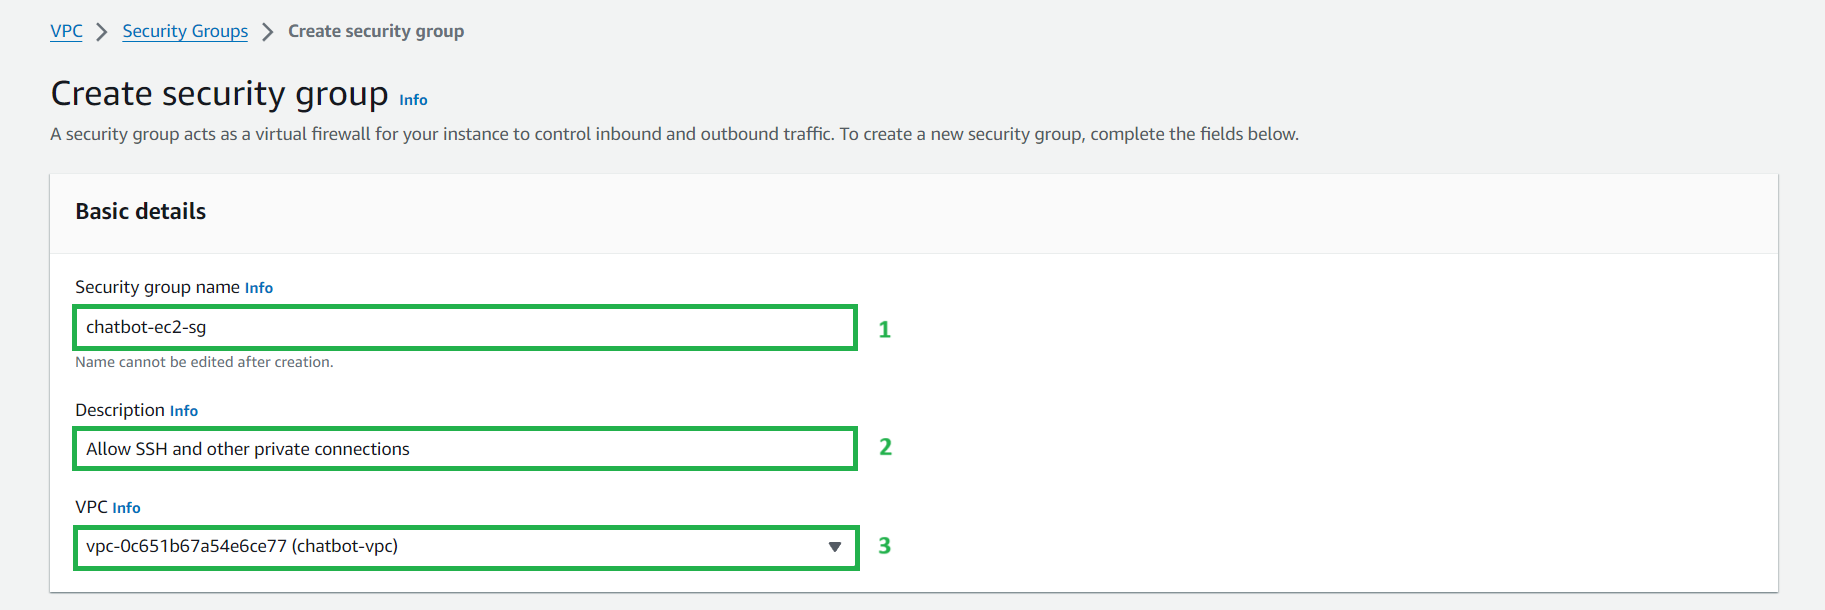 VPC > Security Groups > Create security group
Create security group Info
A security group acts as a virtual firewall for your instance to control inbound and outbound traffic. To create a new security group, complete the fields below.
Basic details
Security group name Info
chatbot-ec2-sg 1
Name cannot be edited after creation.
Description Info
Allow SSH and other private connections 2
VPC Info
vpc-0c651b67a54e6ce77 (chatbot-vpc) 3